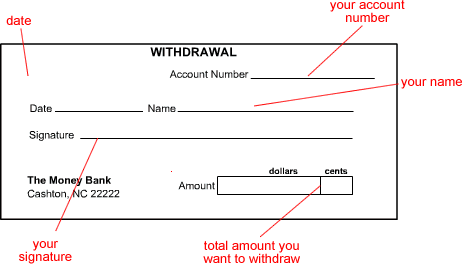 your account
number
date
WITHDRAWAL
Account Number
your name
Date Name
Signature
dollars cents
The Money Bank
Amount
Cashton, NC 22222
your
signature
total amount you
want to withdraw